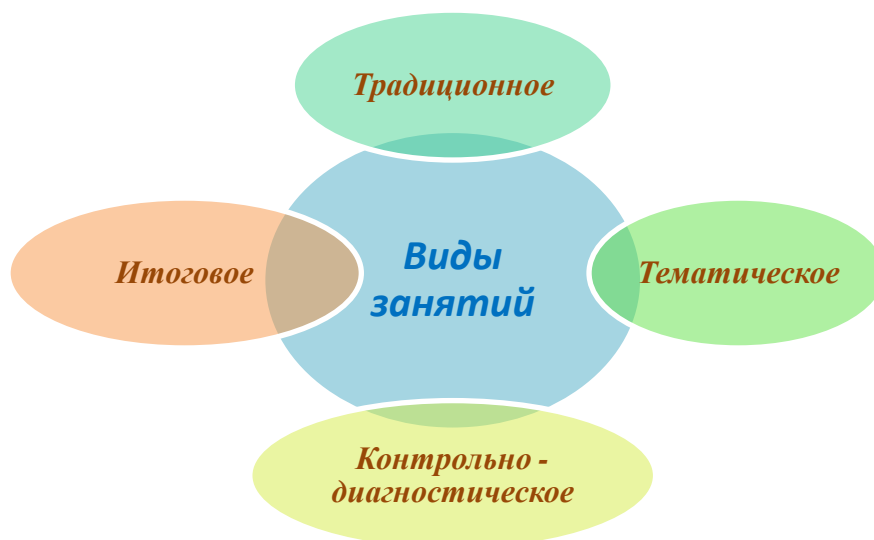 Традиционное
Итоговое
Виды
занятий
Тематическое
Контрольно -
диагностическое